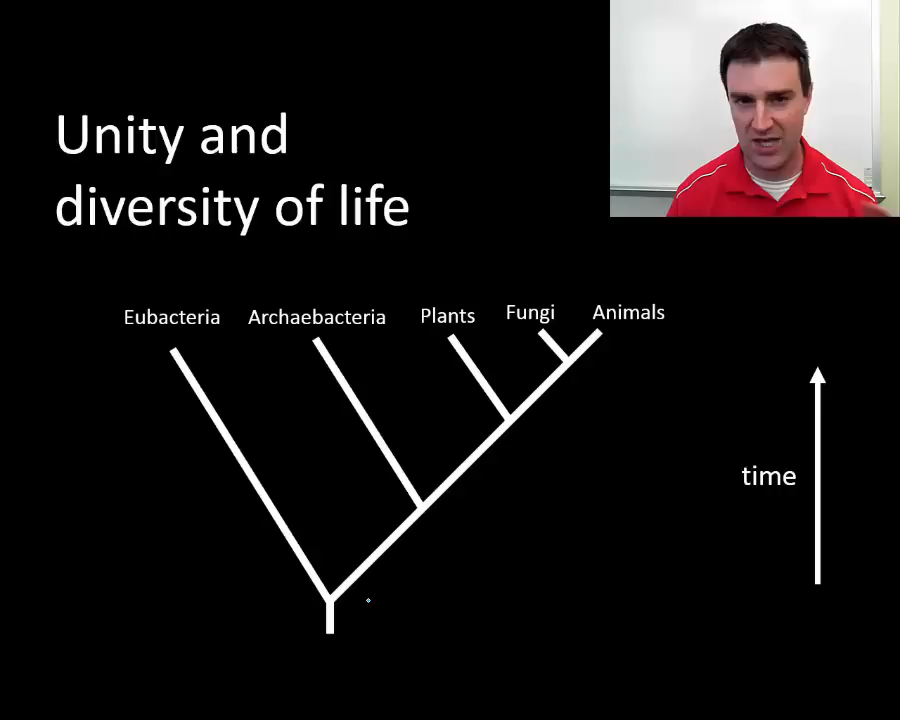 Unity and
diversity of life
Eubacteria Archaebacteria Plants Fungi Animals
time